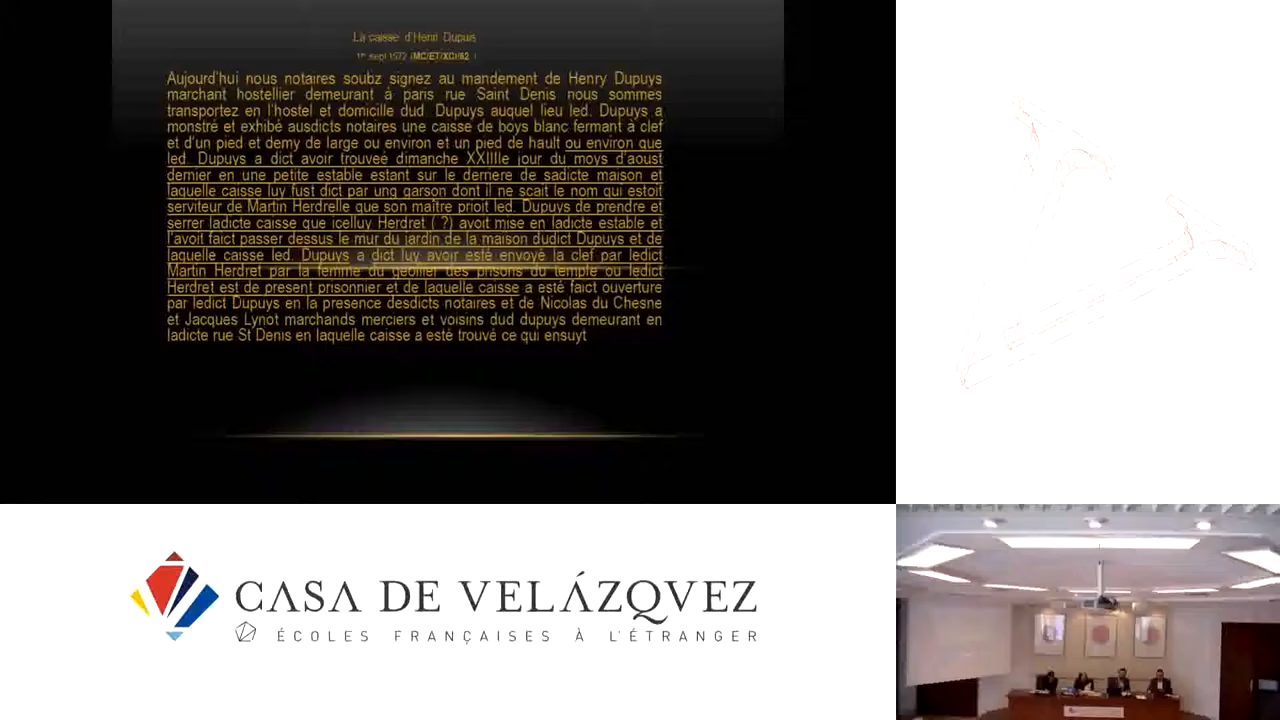 La caisse d'Henri Dupuis
1er sept 1572 (MC/ET/XCI/62 )
Aujourd'hui nous notaires soubz signez au mandement de Henry Dupuys
marchant hostellier demeurant à paris rue Saint Denis nous sommes
transportez en l'hostel et domicille dud. Dupuys auquel lieu led. Dupuys a
monstré et exhibé ausdicts notaires une caisse de boys blanc fermant à clef
et d'un pied et demy de large ou environ et un pied de hault ou environ que
led. Dupuys a dict avoir trouveé dimanche XXIIIIe jour du moys d'aoust
dernier en une petite estable estant sur le derriere de sadicte maison et
laquelle caisse luy fust dict par ung garson dont il ne scait le nom qui estoit
serviteur de Martin Herdrelle que son maître prioit led. Dupuys de prendre et
serrer ladicte caisse que icelluy Herdret ( ?) avoit mise en ladicte estable et
l'avoit faict passer dessus le mur du jardin de la maison dudict Dupuys et de
laquelle caisse led. Dupuys a dict luy avoir esté envoyé la clef par ledict
Martin Herdret par la femme du geôlier des prisons du temple ou ledict
Herdret est de present prisonnier et de laquelle caisse a esté faict ouverture
par ledict Dupuys en la presence desdicts notaires et de Nicolas du Chesne
et Jacques Lynot marchands merciers et voisins dud dupuys demeurant en
ladicte rue St Denis en laquelle caisse a esté trouvé ce qui ensuyt
CASA DE VELÁZQVEZ
ÉCOLES FRANÇAISES À L'ÉTRANGER